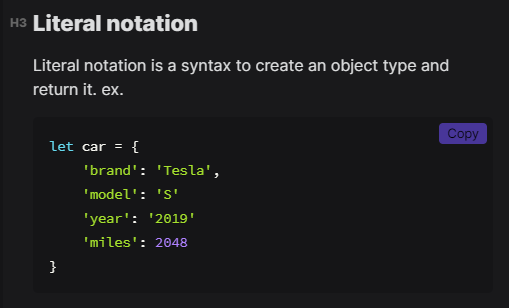 H3 Literal notation
Literal notation is a syntax to create an object type and
return it. ex.
Copy
let car = {
    'brand': 'Tesla',
    'model': 'S'
    'year': '2019'
    'miles': 2048
}